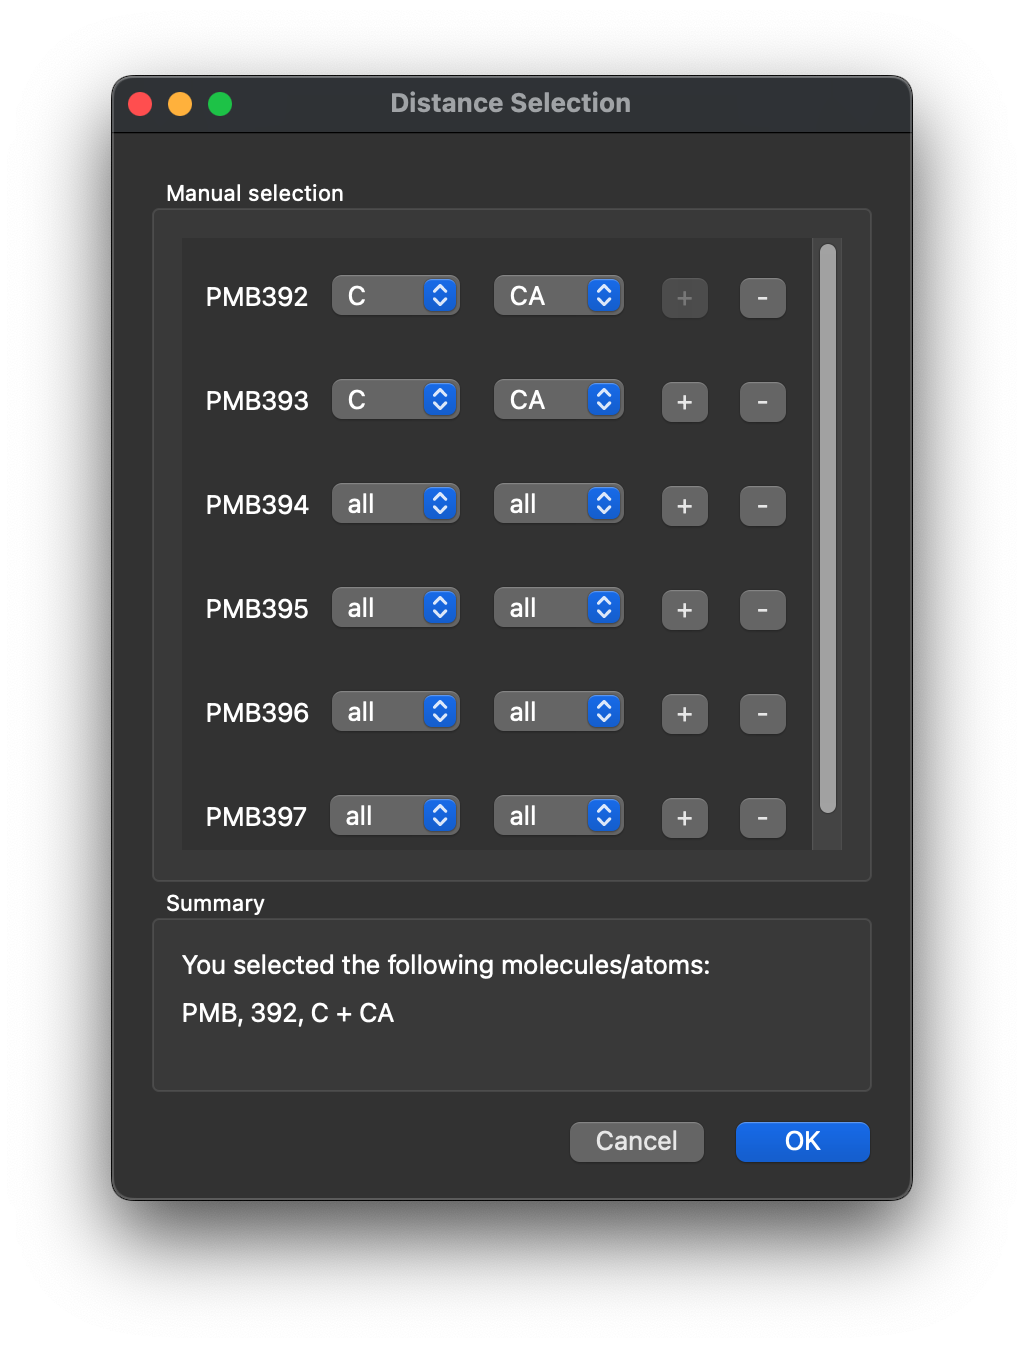 Distance Selection
Manual selection
PMB392 C CA + -
PMB393 C CA + -
PMB394 all all + -
PMB395 all all + -
PMB396 all all + -
PMB397 all all + -
Summary
You selected the following molecules/atoms:
PMB, 392, C + CA
Cancel OK